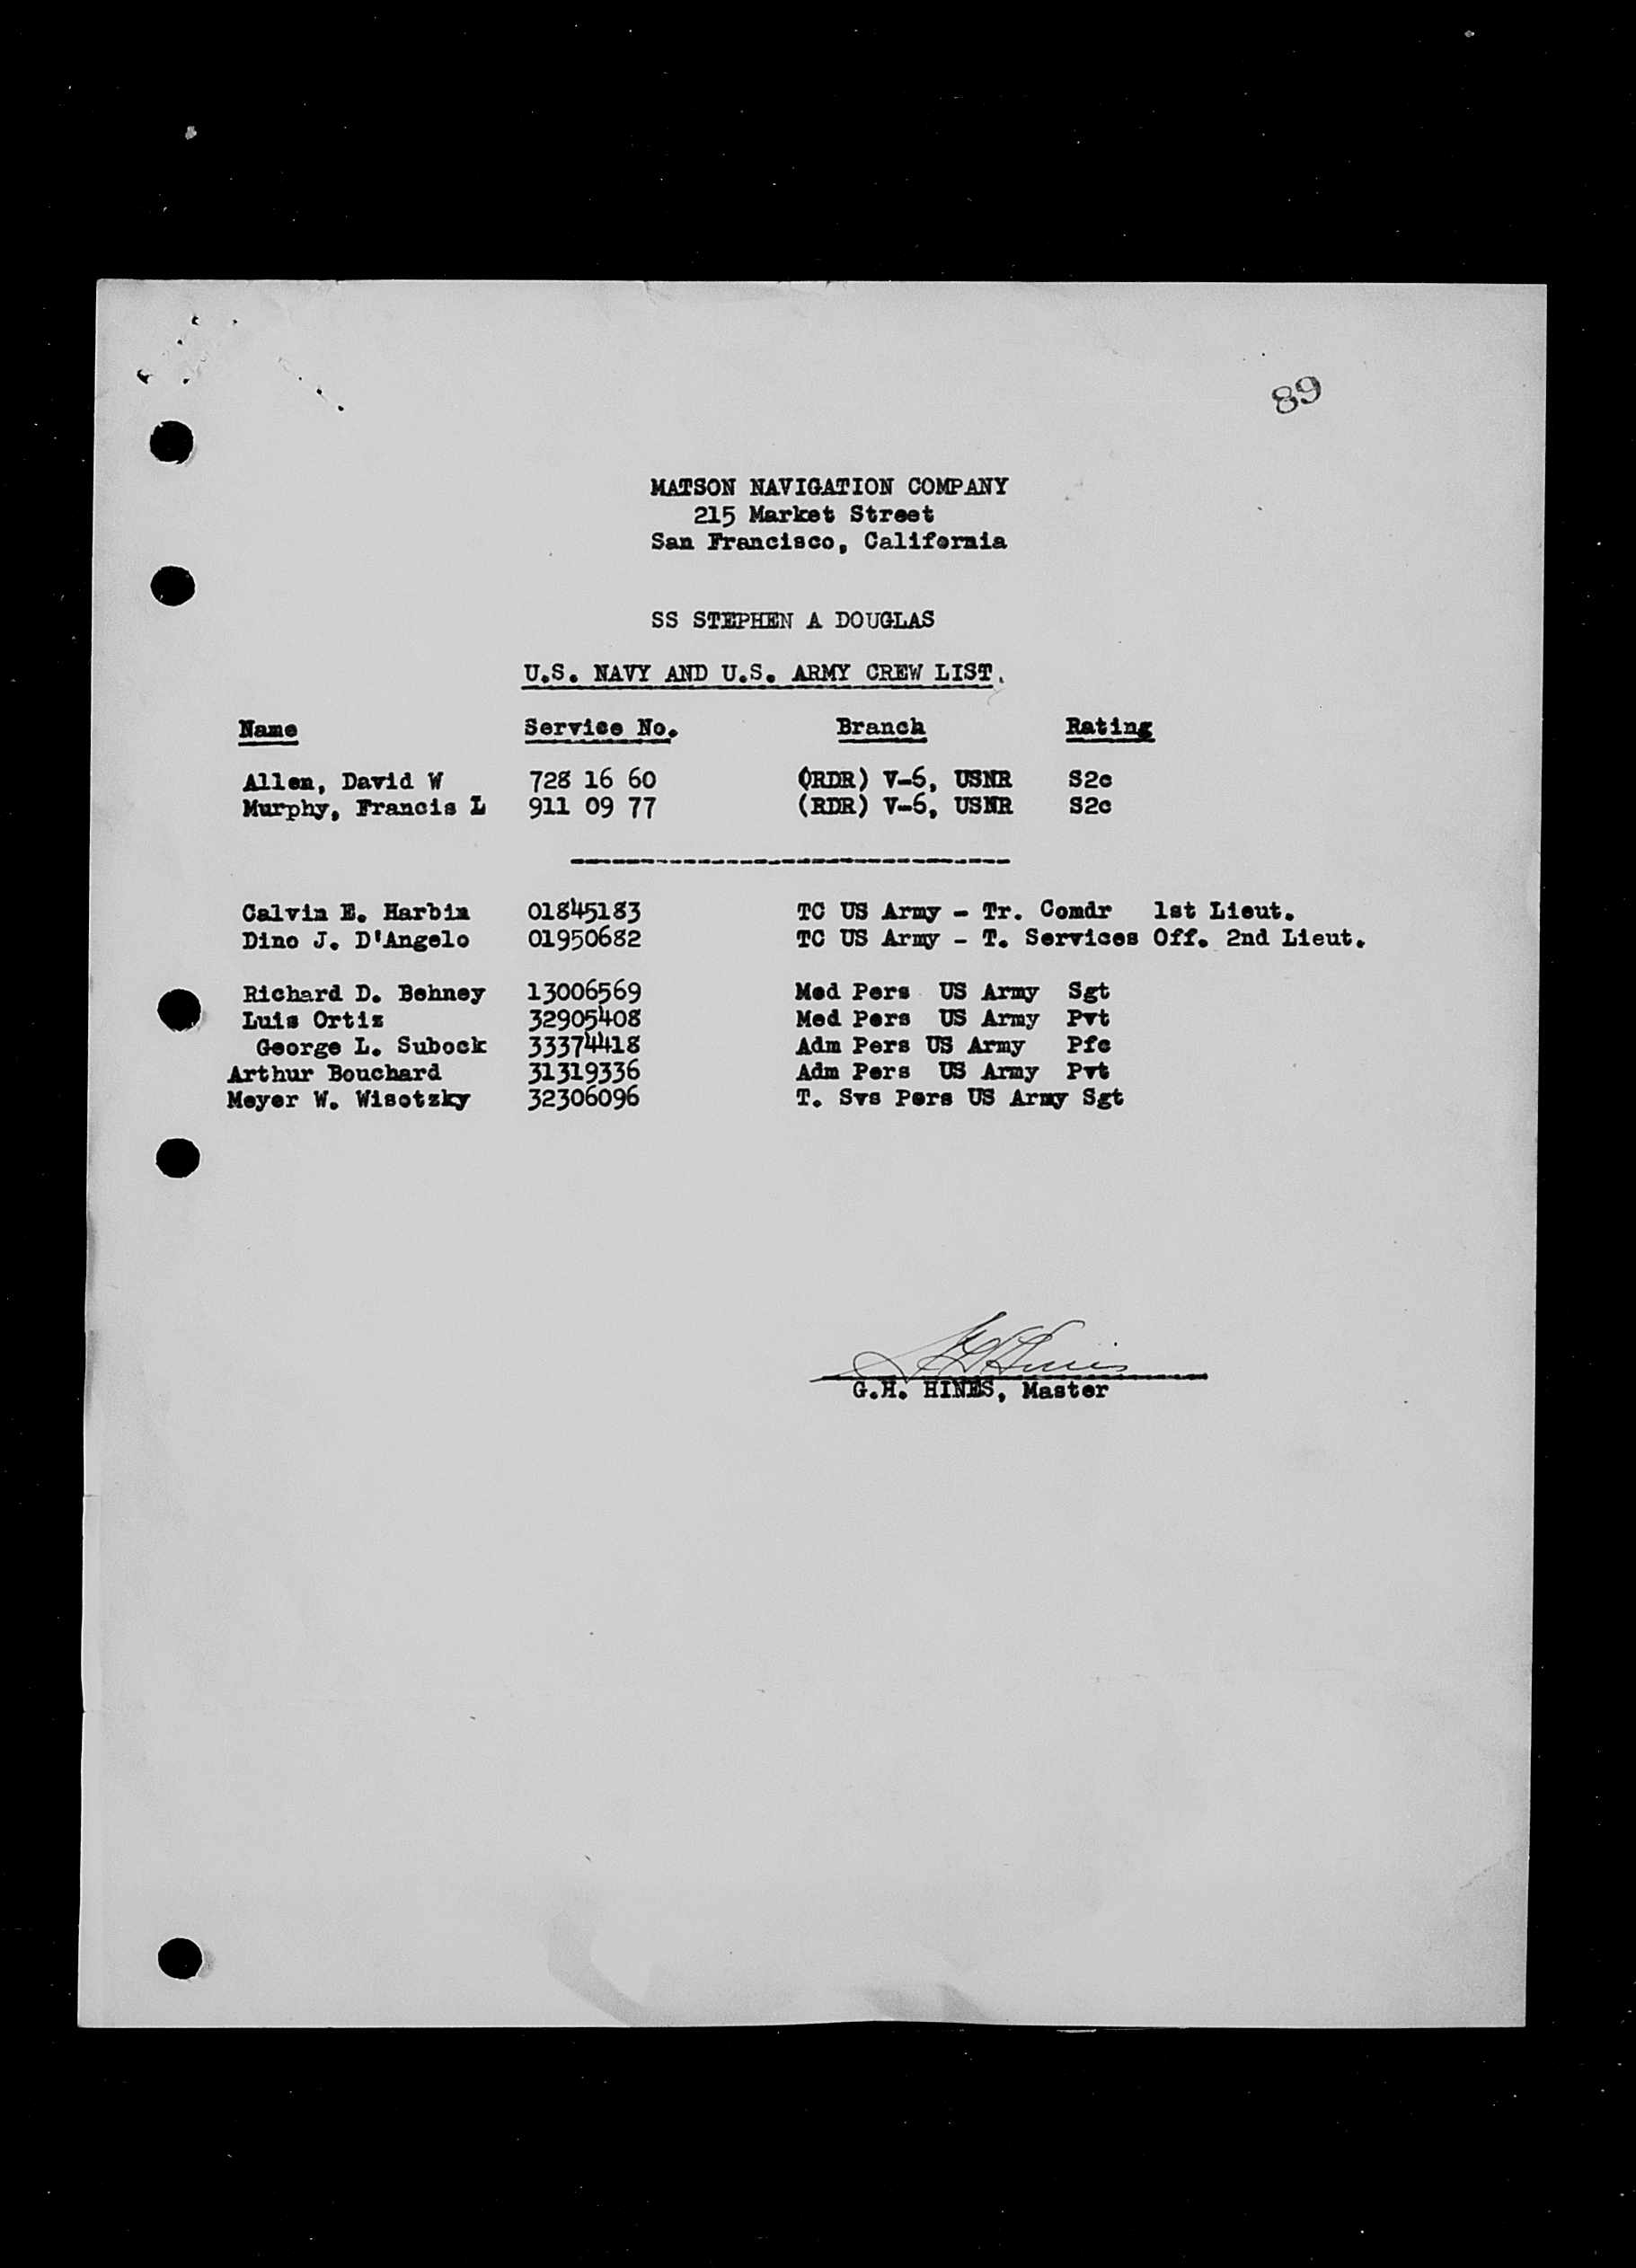 89
MATSON NAVIGATION COMPANY
215 Market Street
San Francisco, California
SS STEPHEN A DOUGLAS
U.S. NAVY AND U.S. ARMY CREW LIST.
Name Service No. Branch Rating
Allen, David W 728 16 60 (RDR) V-6, USNR S2c
Murphy, Francis L 911 09 77 (RDR) V-6, USNR S2c
-------------------------------
Calvin E. Harbin 01845183 TC US Army - Tr. Comdr 1st Lieut.
Dino J. D'Angelo 01950682 TC US Army - T. Services Off. 2nd Lieut.
Richard D. Behney 13006569 Med Pers US Army Sgt
Luis Ortiz 32905408 Med Pers US Army Pvt
George L. Subock 33374418 Adm Pers US Army Pfc
Arthur Bouchard 31319336 Adm Pers US Army Pvt
Meyer W. Wisotzky 32306096 T. Svs Pers US Army Sgt
G.H. HINES, Master